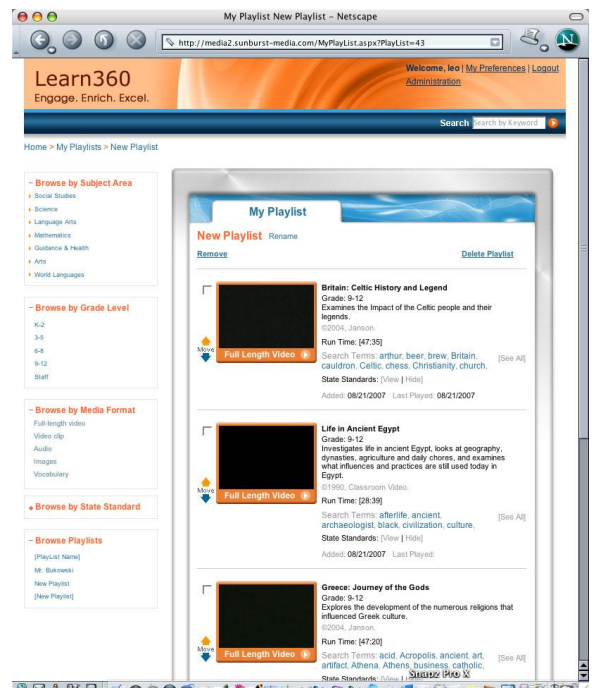 My Playlist New Playlist – Netscape
http://media2.sunburst-media.com/MyPlayList.aspx?PlayList=43
N
Learn360
Engage. Enrich. Excel.
Welcome, leo | My Preferences | Logout
Administration
Search Search by Keyword
Home > My Playlists > New Playlist
– Browse by Subject Area
Social Studies
Science
Language Arts
Mathematics
Guidance & Health
Arts
World Languages
– Browse by Grade Level
K-2
3-5
6-8
9-12
Staff
– Browse by Media Format
Full-length video
Video clip
Audio
Images
Vocabulary
+ Browse by State Standard
– Browse Playlists
[PlayList Name]
Mr. Bukowski
New Playlist
[New Playlist]
My Playlist
New Playlist Rename
Remove Delete Playlist
Move
Full Length Video
Britain: Celtic History and Legend
Grade: 9-12
Examines the Impact of the Celtic people and their
legends.
©2004, Janson.
Run Time: [47:35]
Search Terms: arthur, beer, brew, Britain,
cauldron, Celtic, chess, Christianity, church, [See All]
State Standards: [View | Hide]
Added: 08/21/2007 Last Played: 08/21/2007
Move
Full Length Video
Life in Ancient Egypt
Grade: 9-12
Investigates life in ancient Egypt, looks at geography,
dynasties, agriculture and daily chores, and examines
what influences and practices are still used today in
Egypt.
©1990, Classroom Video.
Run Time: [28:39]
Search Terms: afterlife, ancient,
archaeologist, black, civilization, culture, [See All]
State Standards: [View | Hide]
Added: 08/21/2007 Last Played:
Move
Full Length Video
Greece: Journey of the Gods
Grade: 9-12
Explores the development of the numerous religions that
influenced Greek culture.
©2004, Janson.
Run Time: [47:20]
Search Terms: acid, Acropolis, ancient, art,
artifact, Athena, Athens, business, catholic, [See All]
State Standards: [View | Hide]
Snapz Pro X